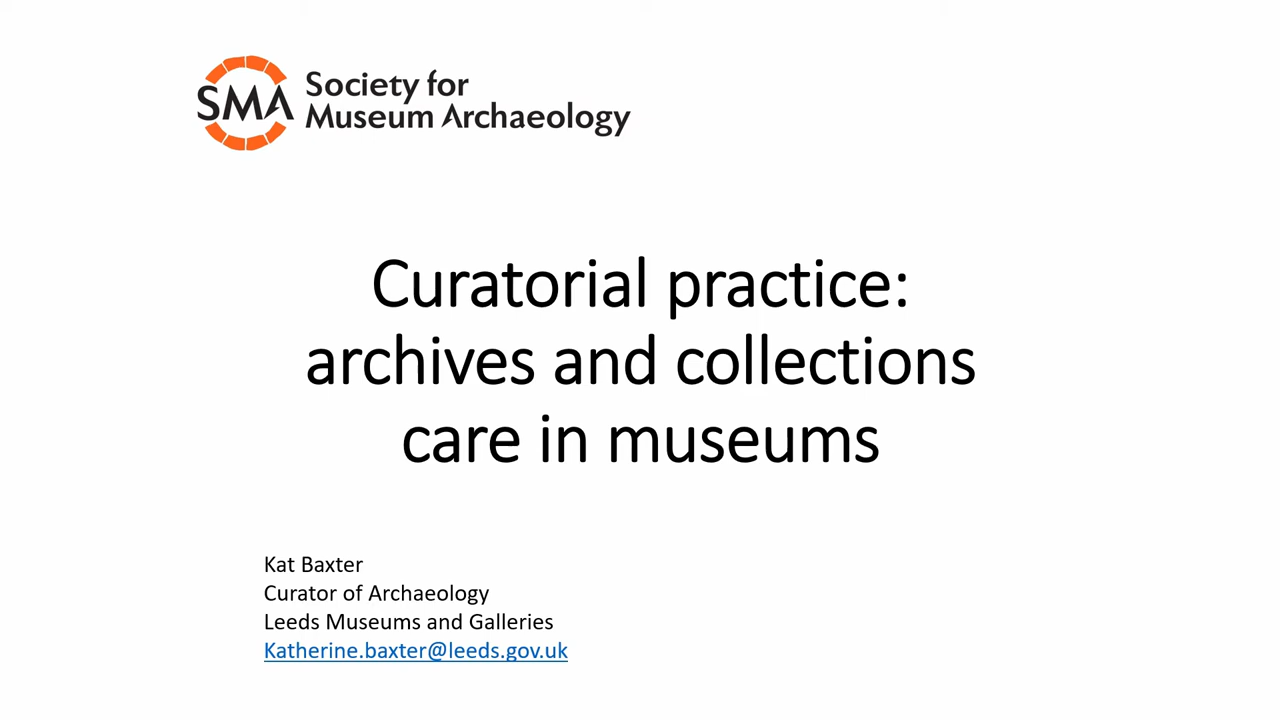 SMA
Society for
Museum Archaeology
Curatorial practice:
archives and collections
care in museums
Kat Baxter
Curator of Archaeology
Leeds Museums and Galleries
Katherine.baxter@leeds.gov.uk